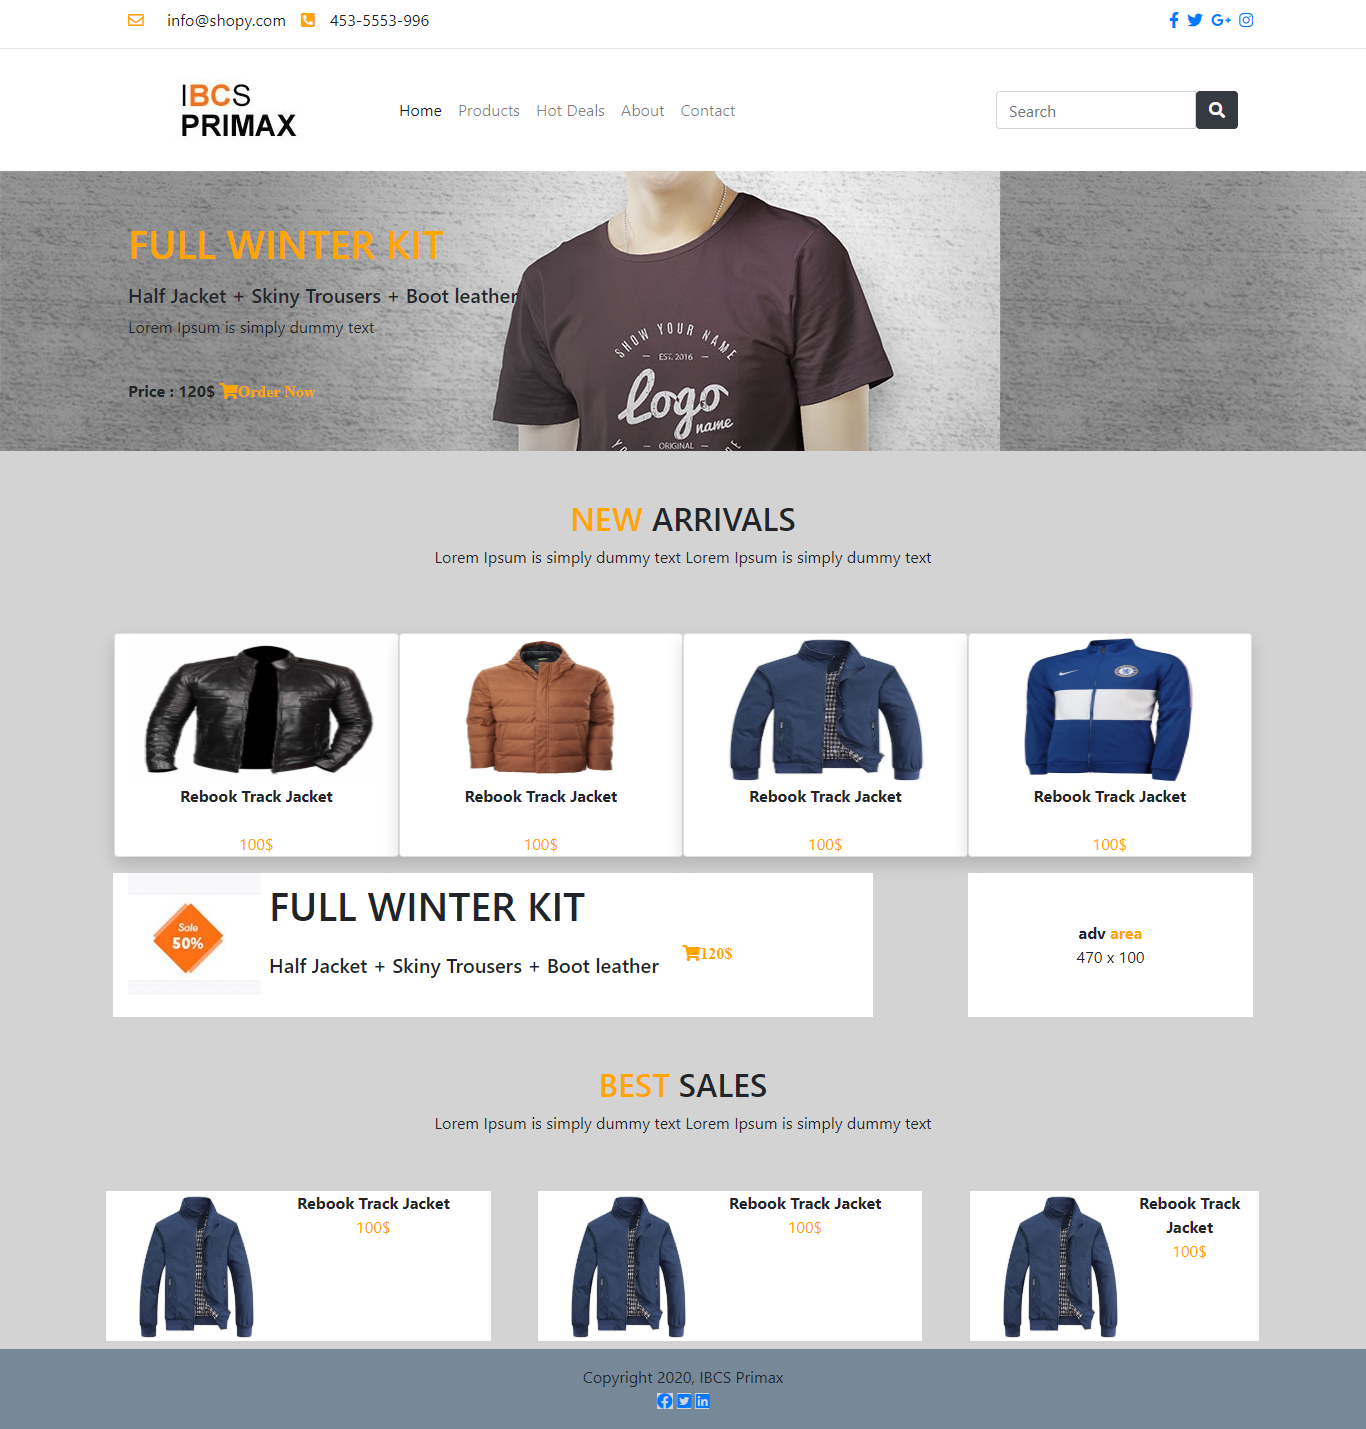 info@shopy.com 453-5553-996
IBCS
PRIMAX
Home Products Hot Deals About Contact
Search
FULL WINTER KIT
Half Jacket + Skiny Trousers + Boot leather
Lorem Ipsum is simply dummy text
Price : 120$ Order Now
SHOW YOUR NAME
EST. 2016
Logo
name
ORIGINAL
NEW ARRIVALS
Lorem Ipsum is simply dummy text Lorem Ipsum is simply dummy text
Rebook Track Jacket
100$
Rebook Track Jacket
100$
Rebook Track Jacket
100$
Rebook Track Jacket
100$
Sale
50%
FULL WINTER KIT
Half Jacket + Skiny Trousers + Boot leather
120$
adv area
470 x 100
BEST SALES
Lorem Ipsum is simply dummy text Lorem Ipsum is simply dummy text
Rebook Track Jacket
100$
Rebook Track Jacket
100$
Rebook Track
Jacket
100$
Copyright 2020, IBCS Primax